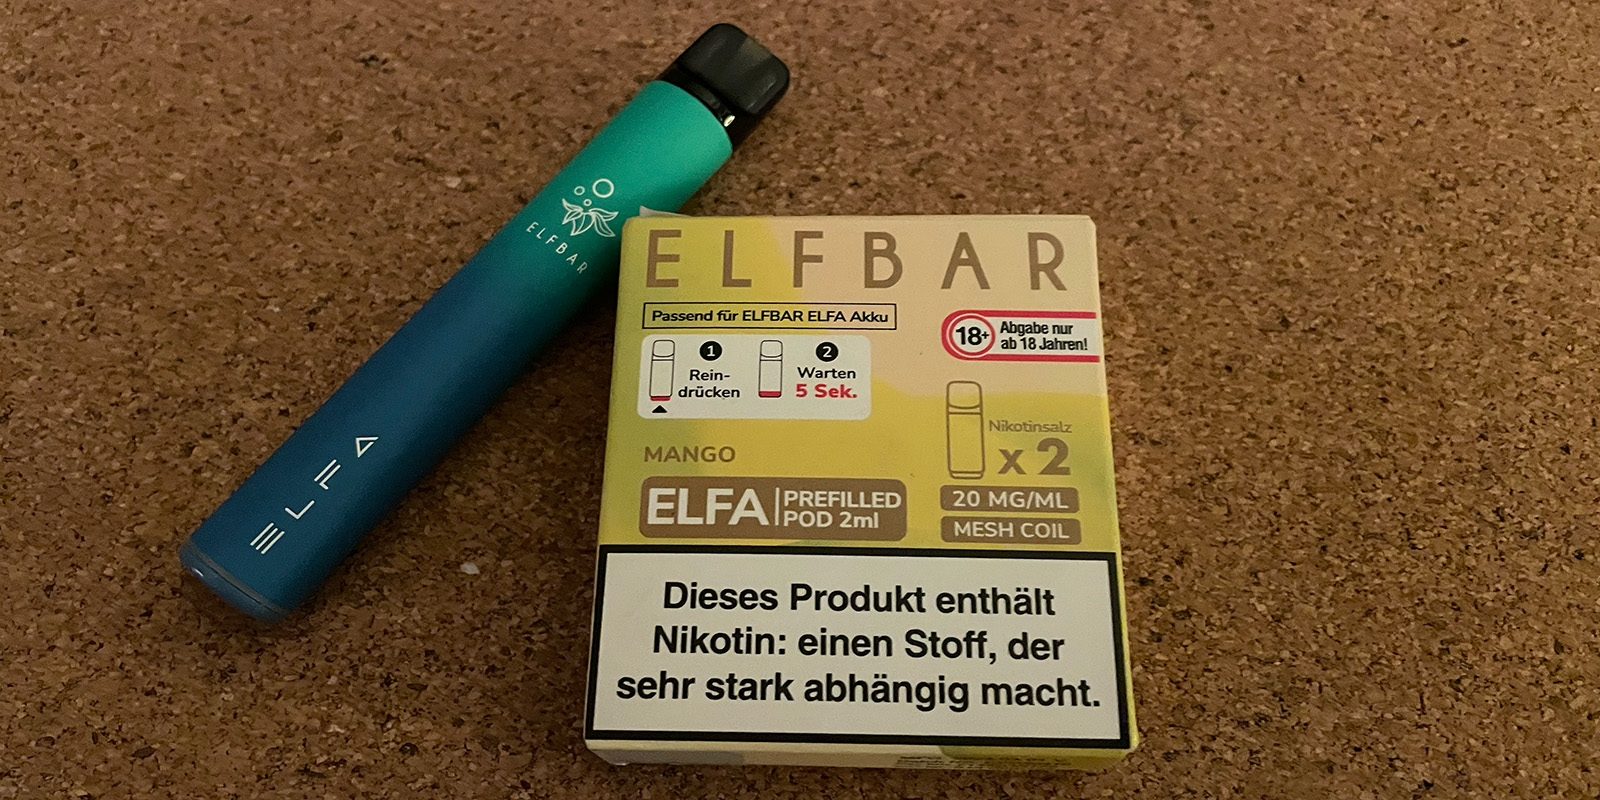 ELFBAR
ELFA
ELFBAR
Passend für ELFBAR ELFA Akku
18+
Abgabe nur
ab 18 Jahren!
1
Rein-
drücken
2
Warten
5 Sek.
Nikotinsalz
x 2
MANGO
ELFA
PREFILLED
POD 2ml
20 MG/ML
MESH COIL
Dieses Produkt enthält
Nikotin: einen Stoff, der
sehr stark abhängig macht.